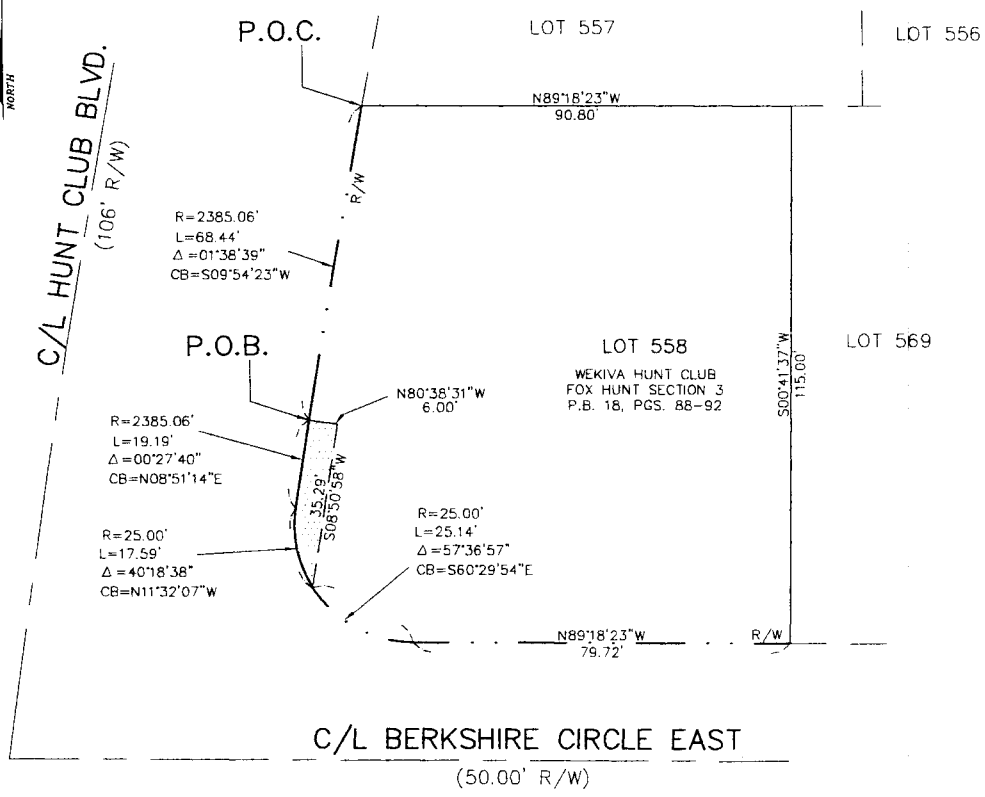 NORTH
P.O.C.
LOT 557
LOT 556
C/L HUNT CLUB BLVD.
(106' R/W)
N89°18'23"W
90.80'
R/W
R=2385.06'
L=68.44'
Δ=01°38'39"
CB=S09°54'23"W
P.O.B.
N80°38'31"W
6.00'
LOT 558
WEKIVA HUNT CLUB
FOX HUNT SECTION 3
P.B. 18, PGS. 88-92
S00°41'37"W
115.00'
LOT 569
R=2385.06'
L=19.19'
Δ=00°27'40"
CB=N08°51'14"E
35.29'
S08°50'58"W
R=25.00'
L=17.59'
Δ=40°18'38"
CB=N11°32'07"W
R=25.00'
L=25.14'
Δ=57°36'57"
CB=S60°29'54"E
N89°18'23"W
79.72'
R/W
C/L BERKSHIRE CIRCLE EAST
(50.00' R/W)